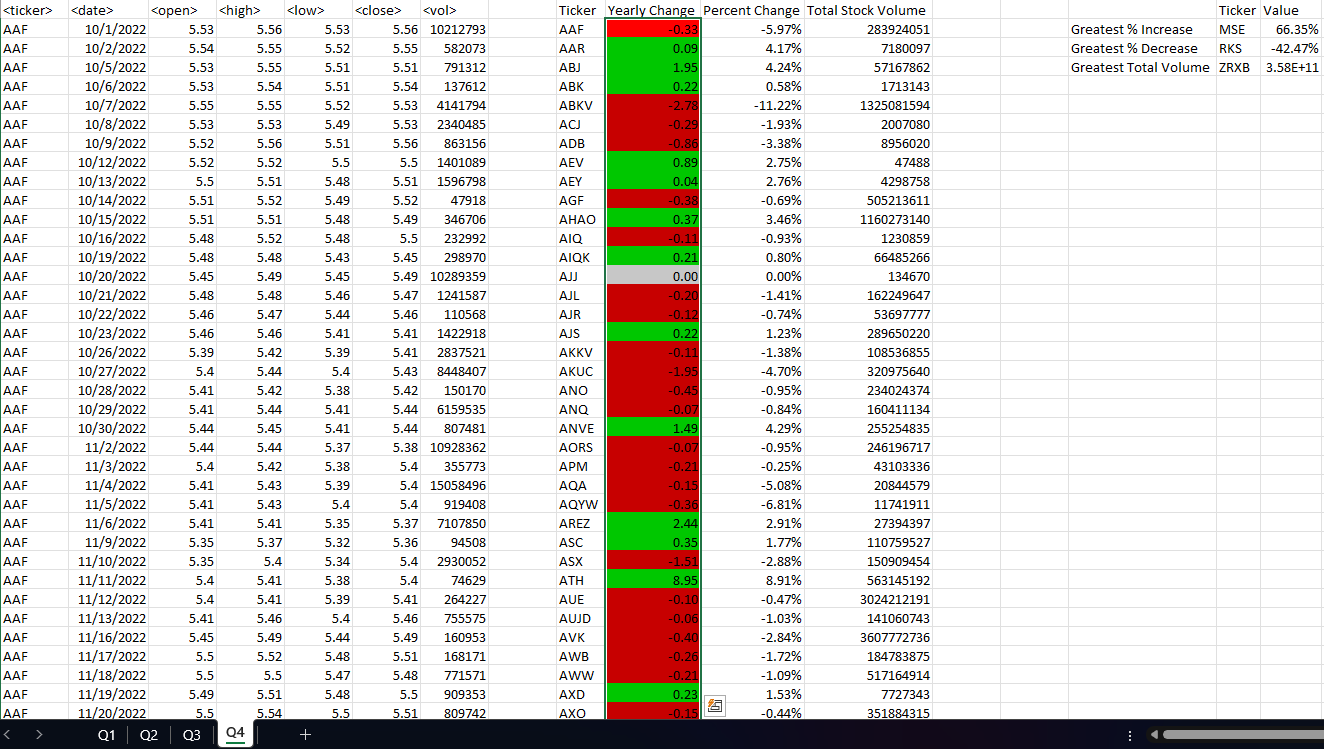 <ticker> <date> <open> <high> <low> <close> <vol> Ticker Yearly Change Percent Change Total Stock Volume Ticker Value
AAF 10/1/2022 5.53 5.56 5.53 5.56 10212793 AAF -0.33 -5.97% 283924051 Greatest % Increase MSE 66.35%
AAF 10/2/2022 5.54 5.55 5.52 5.55 582073 AAR 0.09 4.17% 7180097 Greatest % Decrease RKS -42.47%
AAF 10/5/2022 5.53 5.55 5.51 5.51 791312 ABJ 1.95 4.24% 57167862 Greatest Total Volume ZRXB 3.58E+11
AAF 10/6/2022 5.53 5.54 5.51 5.54 137612 ABK 0.22 0.58% 1713143
AAF 10/7/2022 5.55 5.55 5.52 5.53 4141794 ABKV -2.78 -11.22% 1325081594
AAF 10/8/2022 5.53 5.53 5.49 5.53 2340485 ACJ -0.29 -1.93% 2007080
AAF 10/9/2022 5.52 5.56 5.51 5.56 863156 ADB -0.86 -3.38% 8956020
AAF 10/12/2022 5.52 5.52 5.5 5.5 1401089 AEV 0.89 2.75% 47488
AAF 10/13/2022 5.5 5.51 5.48 5.51 1596798 AEY 0.04 2.76% 4298758
AAF 10/14/2022 5.51 5.52 5.49 5.52 47918 AGF -0.38 -0.69% 505213611
AAF 10/15/2022 5.51 5.51 5.48 5.49 346706 AHAO 0.37 3.46% 1160273140
AAF 10/16/2022 5.48 5.52 5.48 5.5 232992 AIQ -0.11 -0.93% 1230859
AAF 10/19/2022 5.48 5.48 5.43 5.45 298970 AIQK 0.21 0.80% 66485266
AAF 10/20/2022 5.45 5.49 5.45 5.49 10289359 AJJ 0.00 0.00% 134670
AAF 10/21/2022 5.48 5.48 5.46 5.47 1241587 AJL -0.20 -1.41% 162249647
AAF 10/22/2022 5.46 5.47 5.44 5.46 110568 AJR -0.12 -0.74% 53697777
AAF 10/23/2022 5.46 5.46 5.41 5.41 1422918 AJS 0.22 1.23% 289650220
AAF 10/26/2022 5.39 5.42 5.39 5.41 2837521 AKKV -0.11 -1.38% 108536855
AAF 10/27/2022 5.4 5.44 5.4 5.43 8448407 AKUC -1.95 -4.70% 320975640
AAF 10/28/2022 5.41 5.42 5.38 5.42 150170 ANO -0.45 -0.95% 234024374
AAF 10/29/2022 5.41 5.44 5.41 5.44 6159535 ANQ -0.07 -0.84% 160411134
AAF 10/30/2022 5.44 5.45 5.41 5.44 807481 ANVE 1.49 4.29% 255254835
AAF 11/2/2022 5.44 5.44 5.37 5.38 10928362 AORS -0.07 -0.95% 246196717
AAF 11/3/2022 5.4 5.42 5.38 5.4 355773 APM -0.21 -0.25% 43103336
AAF 11/4/2022 5.41 5.43 5.39 5.4 15058496 AQA -0.15 -5.08% 20844579
AAF 11/5/2022 5.41 5.43 5.4 5.4 919408 AQYW -0.36 -6.81% 11741911
AAF 11/6/2022 5.41 5.41 5.35 5.37 7107850 AREZ 2.44 2.91% 27394397
AAF 11/9/2022 5.35 5.37 5.32 5.36 94508 ASC 0.35 1.77% 110759527
AAF 11/10/2022 5.35 5.4 5.34 5.4 2930052 ASX -1.51 -2.88% 150909454
AAF 11/11/2022 5.4 5.41 5.38 5.4 74629 ATH 8.95 8.91% 563145192
AAF 11/12/2022 5.4 5.41 5.39 5.41 264227 AUE -0.10 -0.47% 3024212191
AAF 11/13/2022 5.41 5.46 5.4 5.46 755575 AUJD -0.06 -1.03% 141060743
AAF 11/16/2022 5.45 5.49 5.44 5.49 160953 AVK -0.40 -2.84% 3607772736
AAF 11/17/2022 5.5 5.52 5.48 5.51 168171 AWB -0.26 -1.72% 184783875
AAF 11/18/2022 5.5 5.5 5.47 5.48 771571 AWW -0.21 -1.09% 517164914
AAF 11/19/2022 5.49 5.51 5.48 5.5 909353 AXD 0.23 1.53% 7727343
AAF 11/20/2022 5.5 5.54 5.5 5.51 809742 AXO -0.15 -0.44% 351884315
Q1 Q2 Q3 Q4